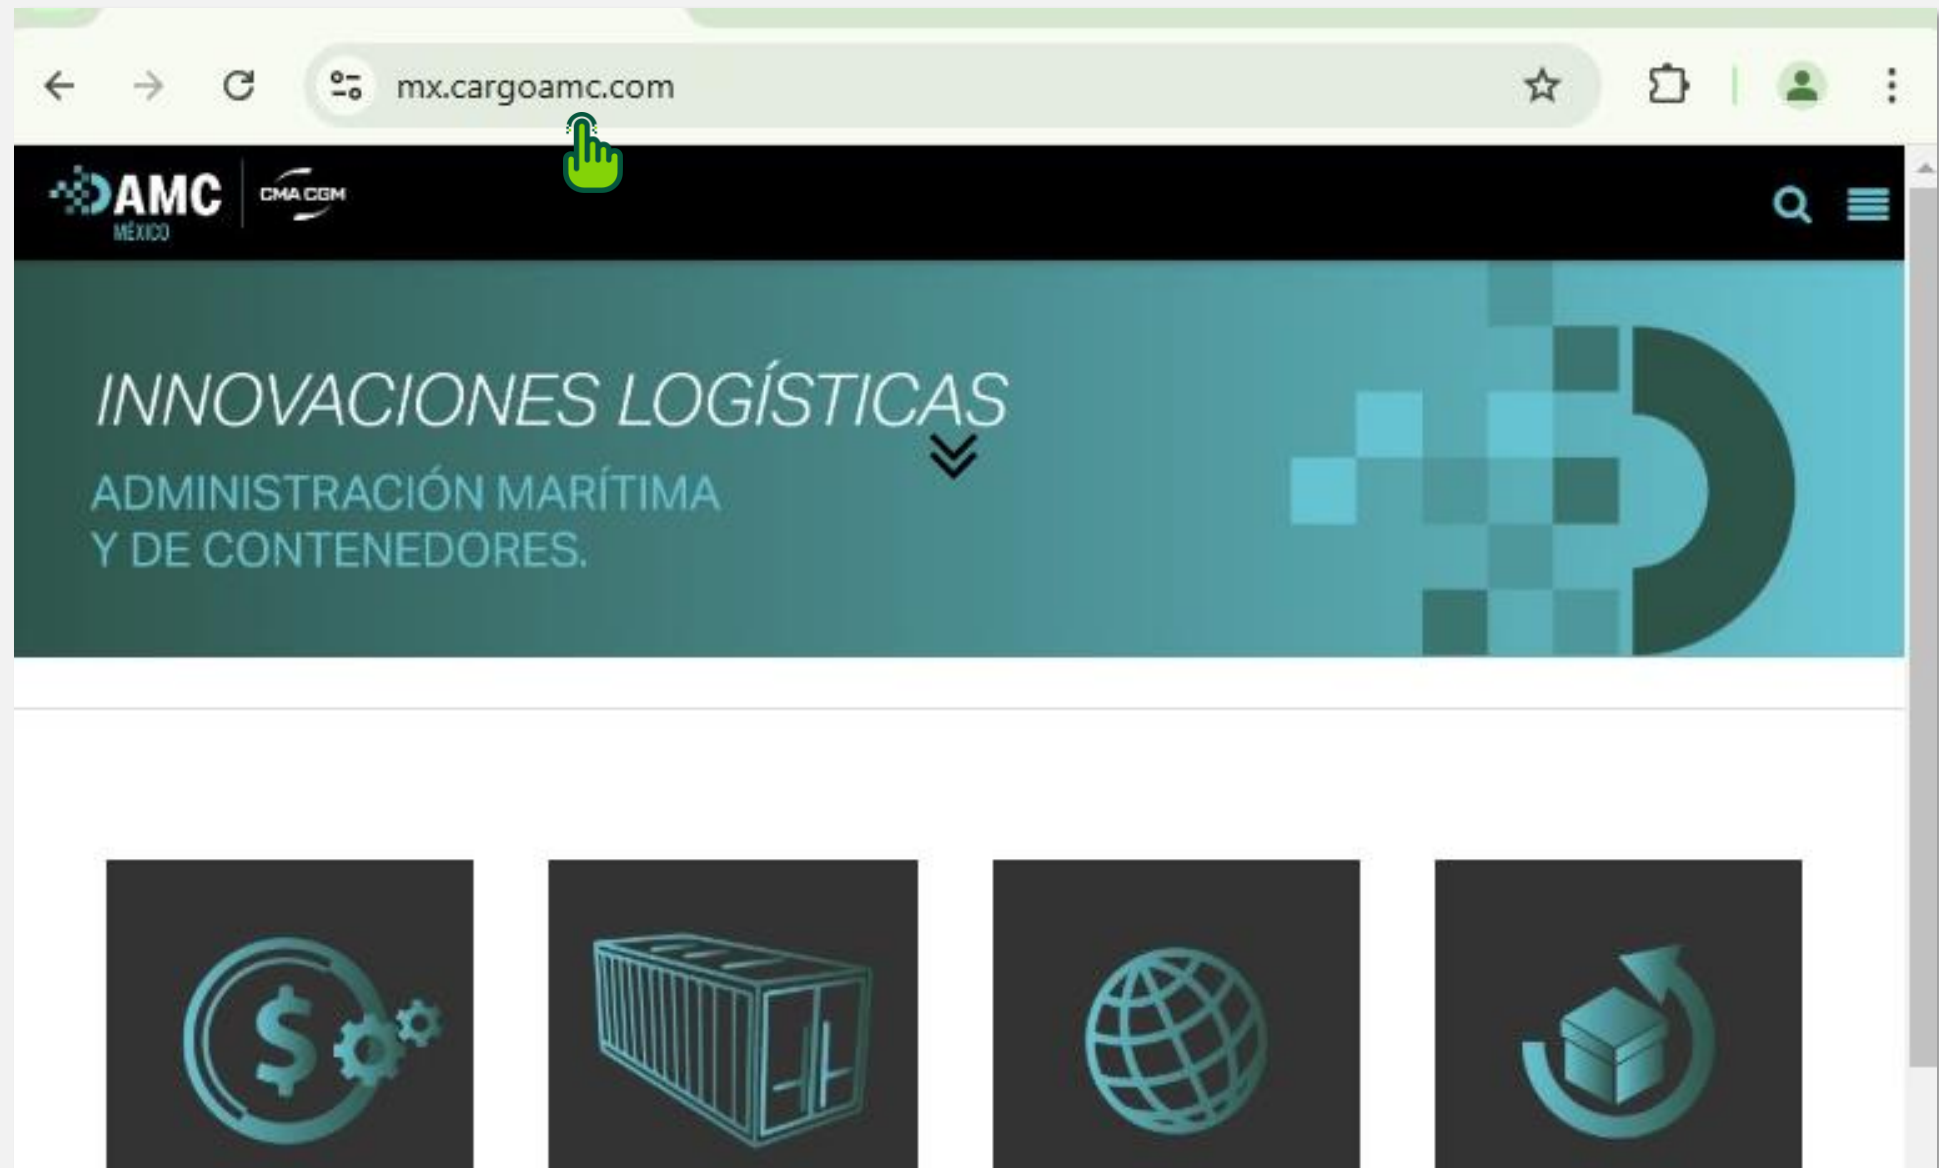 mx.cargoamc.com
AMC
MÉXICO
CMA CGM
INNOVACIONES LOGÍSTICAS
ADMINISTRACIÓN MARÍTIMA
Y DE CONTENEDORES.
$